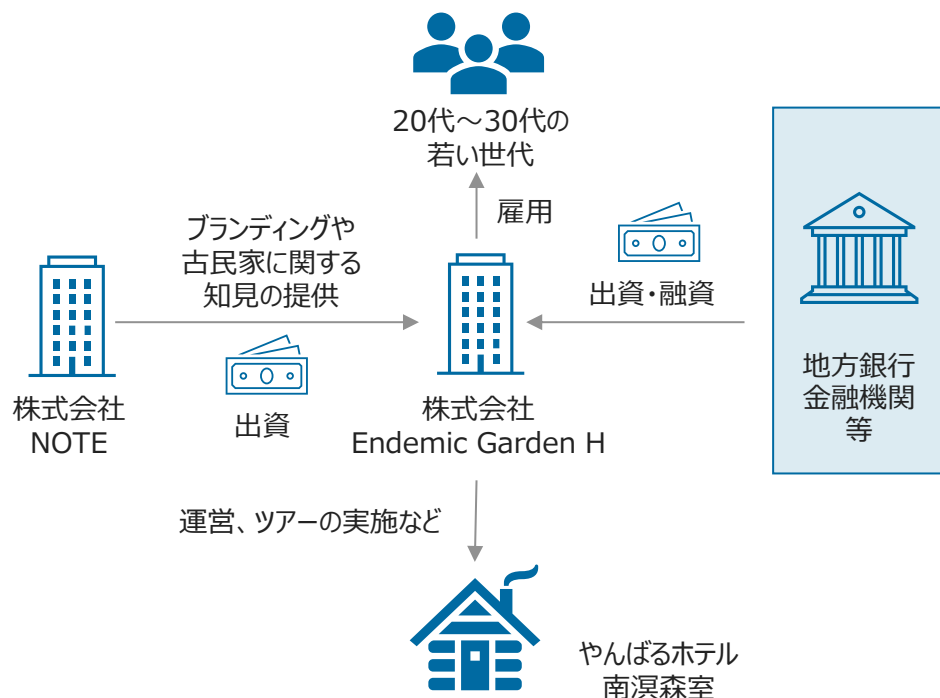 20代～30代の
若い世代
雇用
ブランディングや
古民家に関する
知見の提供
出資
株式会社
NOTE
株式会社
Endemic Garden H
出資・融資
地方銀行
金融機関
等
運営、ツアーの実施など
やんばるホテル
南溟森室